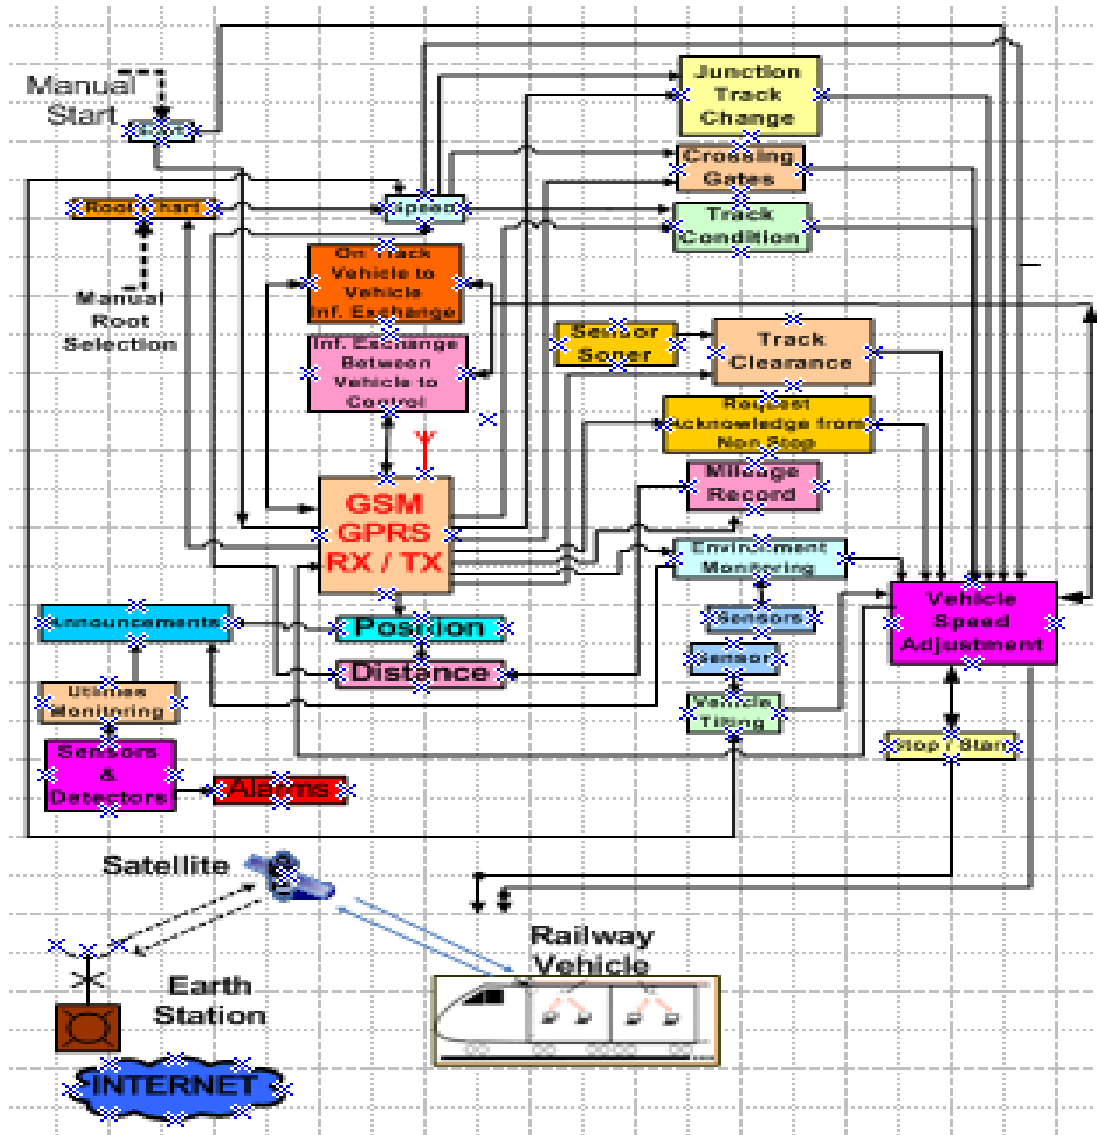 Manual
Start
Start
Root Chart
Manual
Root
Selection
Speed
Junction
Track
Change
Crossing
Gates
Track
Condition
On Track
Vehicle to
Vehicle
Inf. Exchange
Inf. Exchange
Between
Vehicle to
Control
Sensor
Soner
Track
Clearance
Request
Acknowledge from
Non Stop
Mileage
Record
GSM
GPRS
RX / TX
Environment
Monitoring
Sensors
Sensor
Vehicle
Tilting
Vehicle
Speed
Adjustment
Stop / Start
Announcements
Position
Distance
Utilities
Monitoring
Sensors
&
Detectors
Alarms
Satellite
Earth
Station
INTERNET
Railway
Vehicle